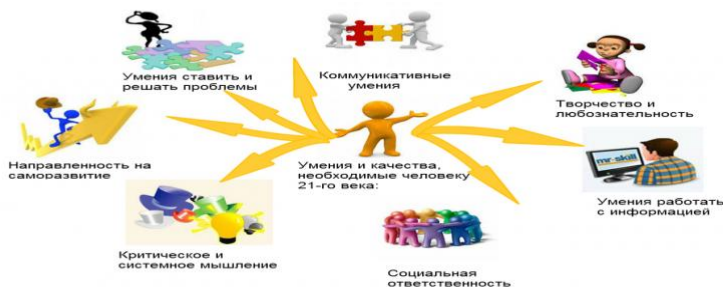 Умения ставить и
решать проблемы
Коммуникативные
умения
Творчество и
любознательность
Направленность на
саморазвитие
Умения и качества,
необходимые человеку
21-го века:
mr·skill
Умения работать
с информацией
Критическое и
системное мышление
Социальная
ответственность